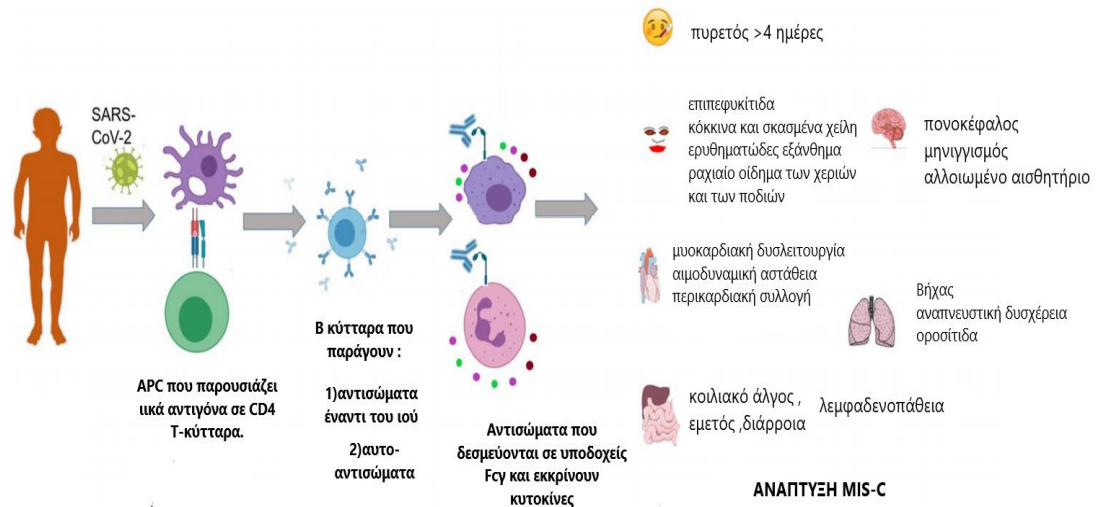 SARS-
CoV-2
APC που παρουσιάζει
ιικά αντιγόνα σε CD4
Τ-κύτταρα.
Β κύτταρα που
παράγουν :
1)αντισώματα
έναντι του ιού
2)αυτο-
αντισώματα
Αντισώματα που
δεσμεύονται σε υποδοχείς
Fcγ και εκκρίνουν
κυτοκίνες
πυρετός >4 ημέρες
επιπεφυκίτιδα
κόκκινα και σκασμένα χείλη
ερυθηματώδες εξάνθημα
ραχιαίο οίδημα των χεριών
και των ποδιών
πονοκέφαλος
μηνιγγισμός
αλλοιωμένο αισθητήριο
μυοκαρδιακή δυσλειτουργία
αιμοδυναμική αστάθεια
περικαρδιακή συλλογή
Βήχας
αναπνευστική δυσχέρεια
οροσίτιδα
κοιλιακό άλγος ,
εμετός ,διάρροια
λεμφαδενοπάθεια
ΑΝΑΠΤΥΞΗ MIS-C